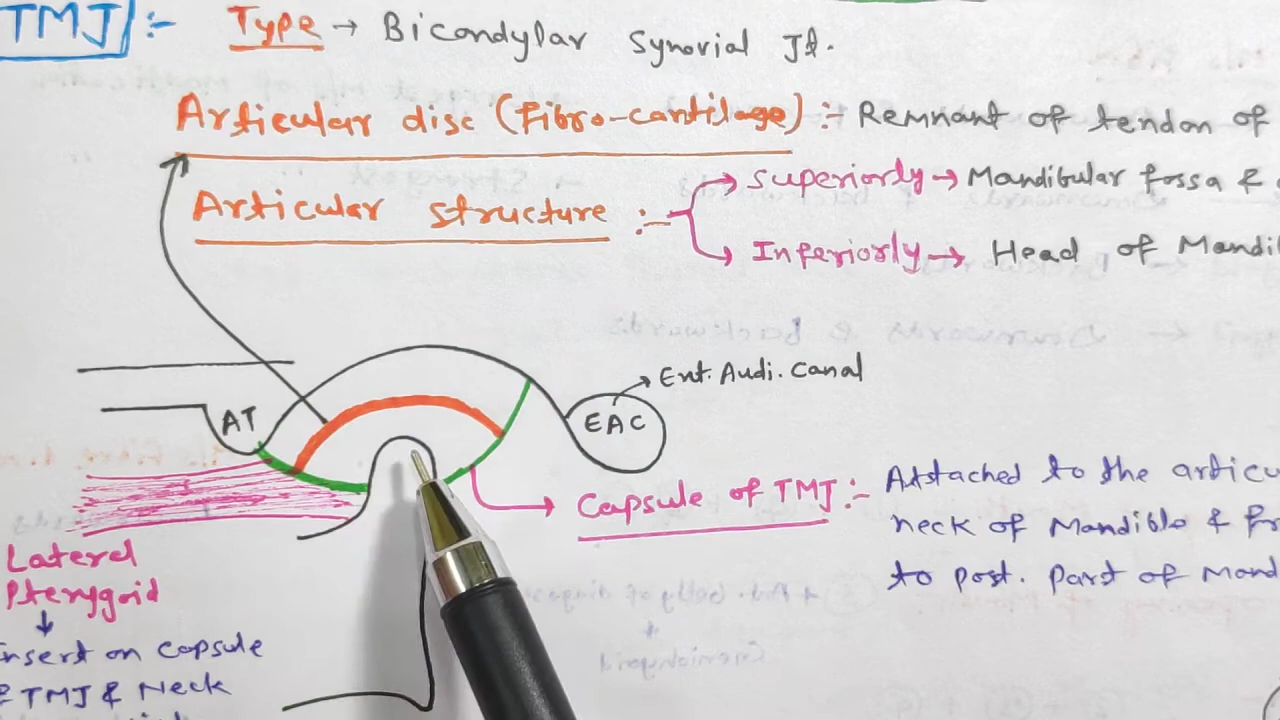 TMJ :- Type → Bicondylar Synovial Jt.
Articular disc (fibro-cartilage) :- Remnant of tendon of
Articular structure :-
→ Superiorly → Mandibular fossa &
→ Inferiorly → Head of Mandi
→ Ext. Audi. Canal
AT
EAC
→ Capsule of TMJ :-
Attached to the articu
neck of Mandible & fr
to post. part of Mand
Lateral
Pterygoid
↓
Insert on capsule
of TMJ & Neck